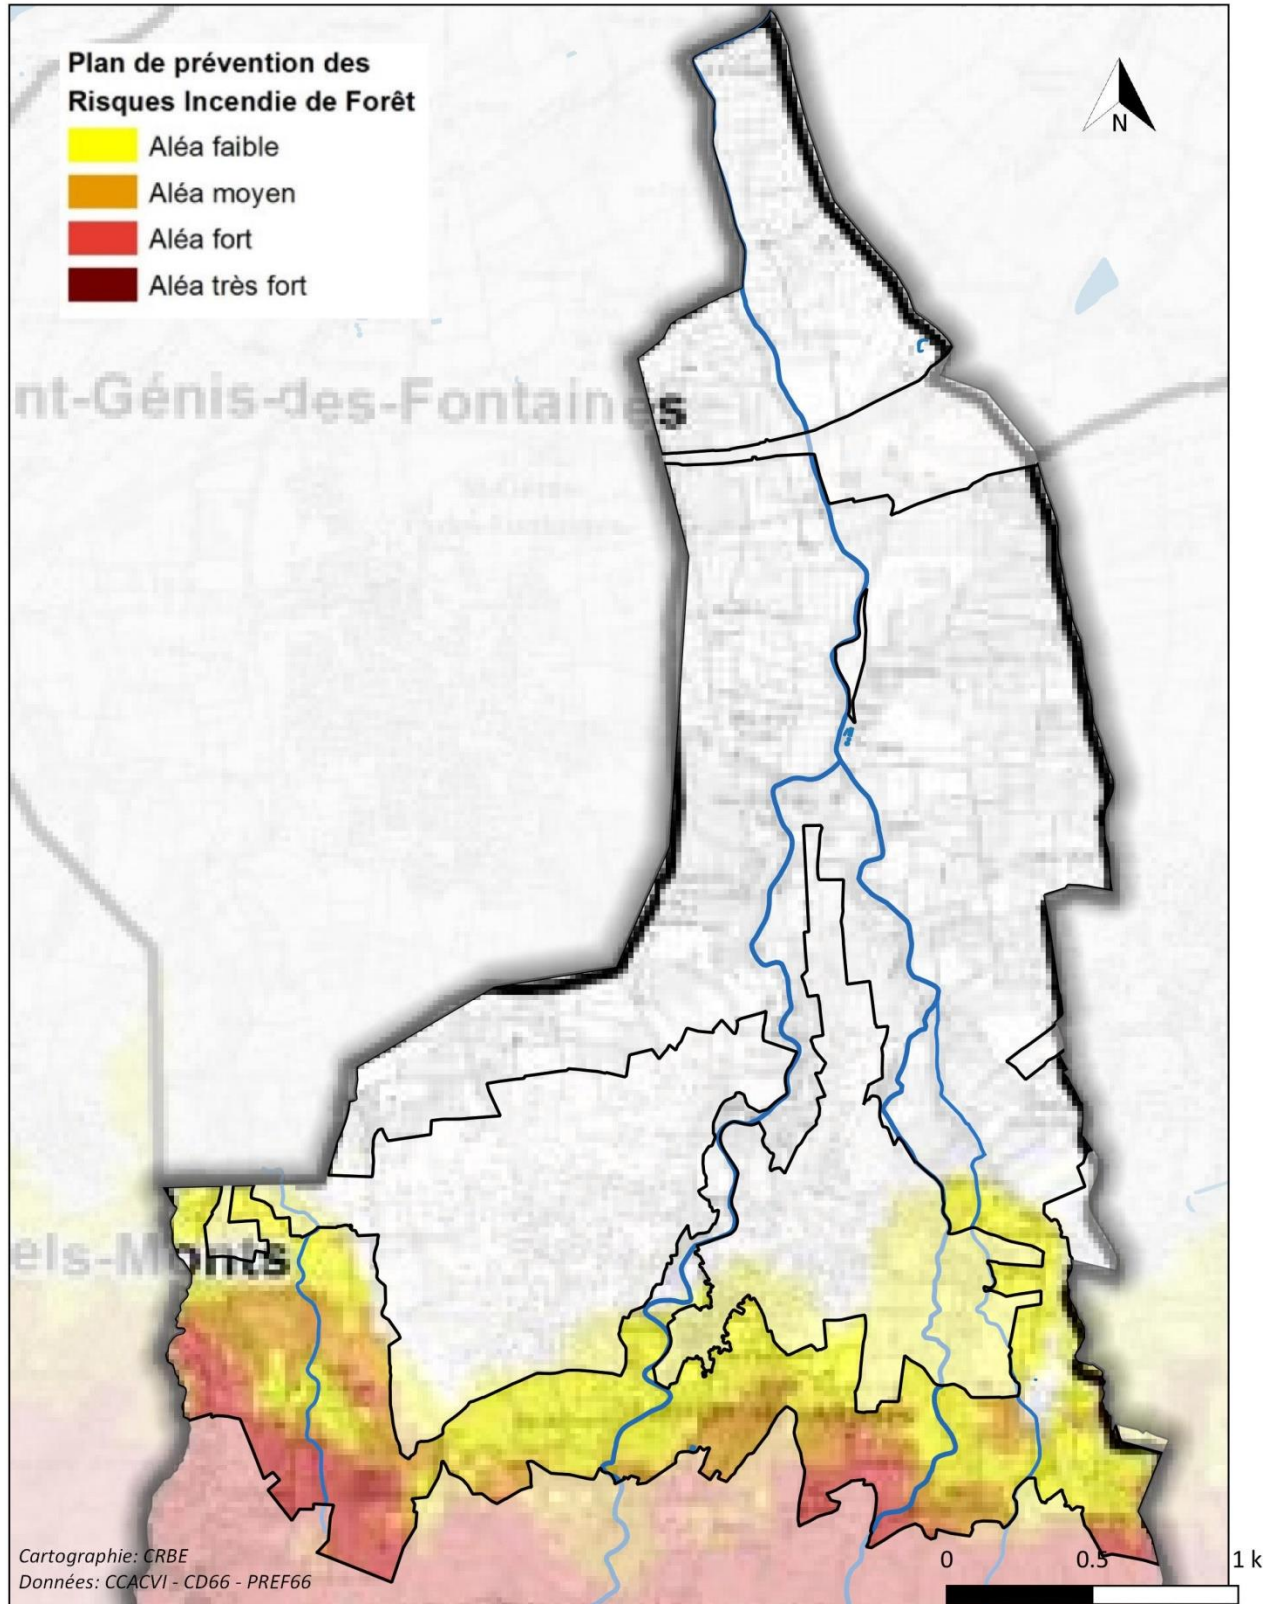 Plan de prévention des
Risques Incendie de Forêt
Aléa faible
Aléa moyen
Aléa fort
Aléa très fort
N
nt-Génis-des-Fontaines
els-Monts
Cartographie: CRBE
Données: CCACVI - CD66 - PREF66
0 0.5 1 k